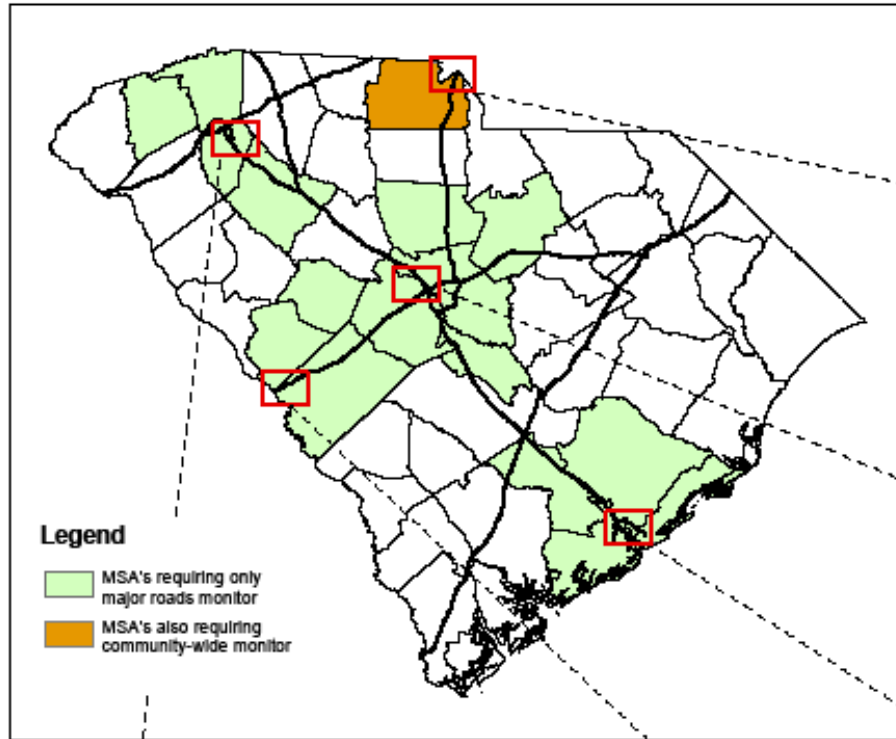 Legend
MSA's requiring only
major roads monitor
MSA's also requiring
community-wide monitor